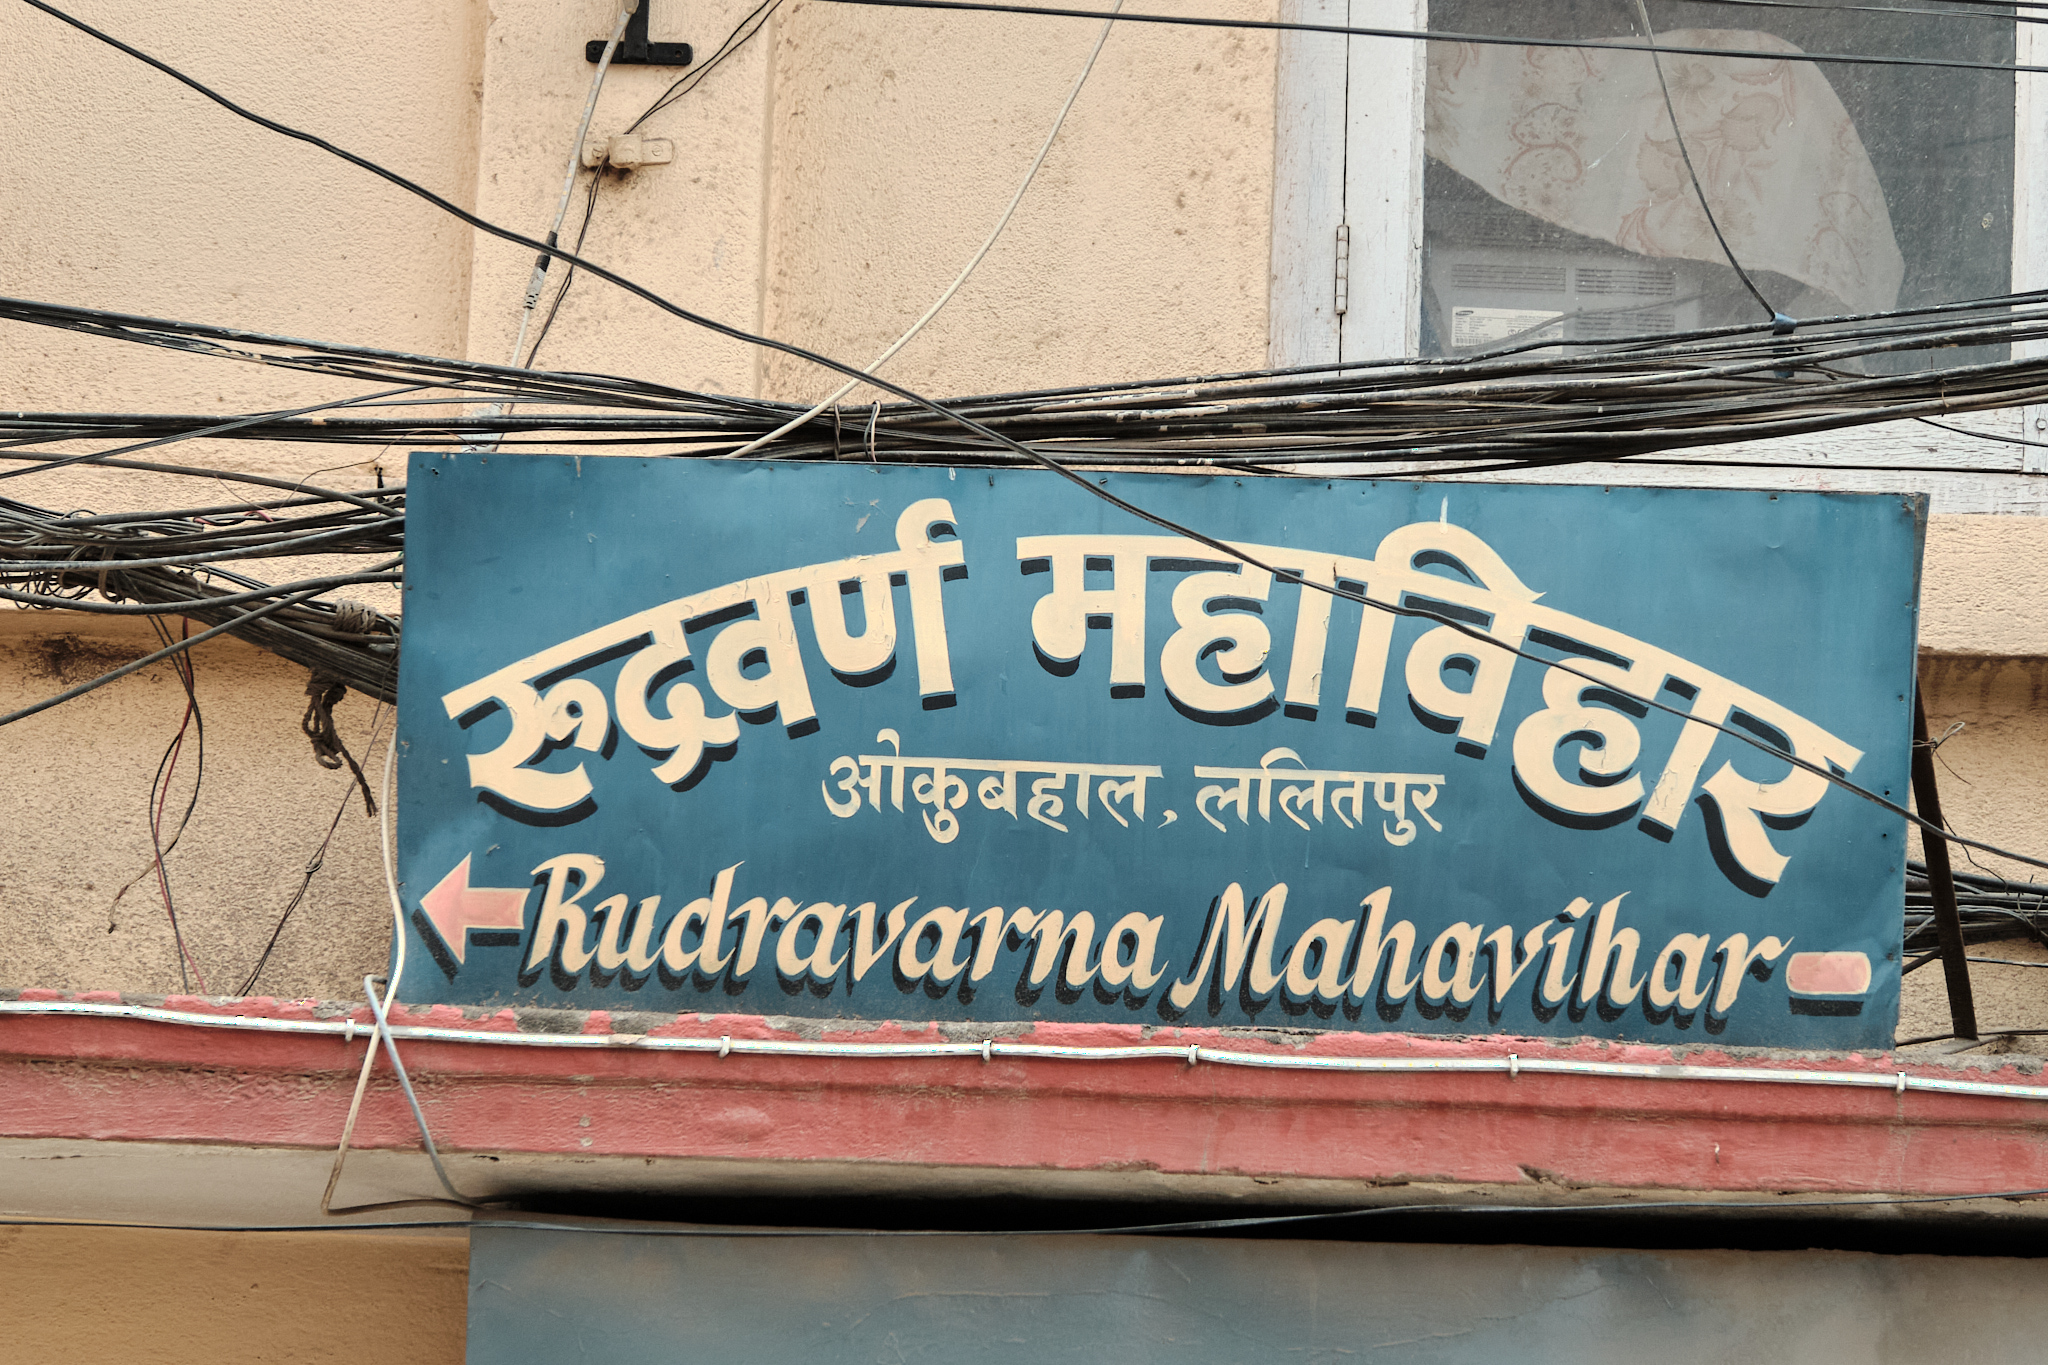 रूद्रवर्ण महाविहार
ओकुबहाल, ललितपुर
Rudravarna Mahavihar